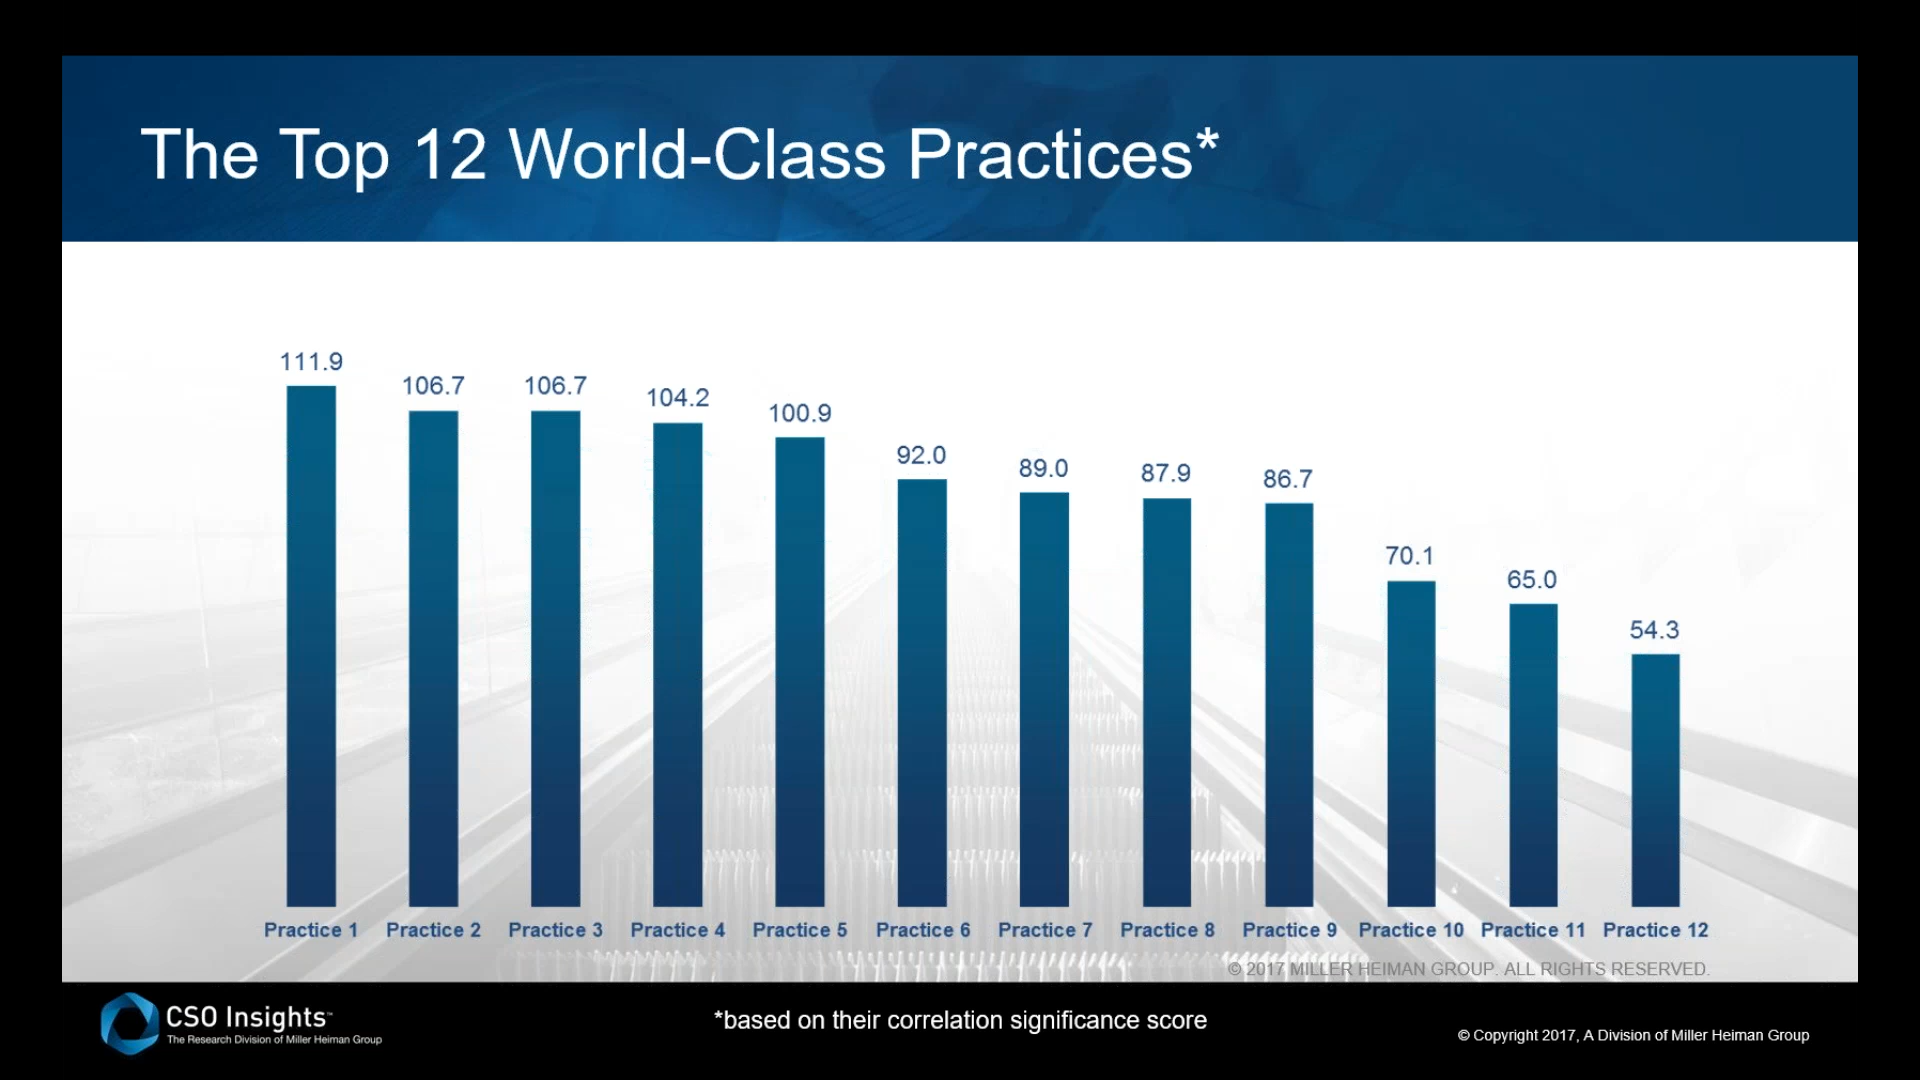 The Top 12 World-Class Practices*
111.9
106.7
106.7
104.2
100.9
92.0
89.0
87.9
86.7
70.1
65.0
54.3
Practice 1 Practice 2 Practice 3 Practice 4 Practice 5 Practice 6 Practice 7 Practice 8 Practice 9 Practice 10 Practice 11 Practice 12
© 2017 MILLER HEIMAN GROUP. ALL RIGHTS RESERVED.
CSO Insights™
The Research Division of Miller Heiman Group
*based on their correlation significance score
© Copyright 2017, A Division of Miller Heiman Group